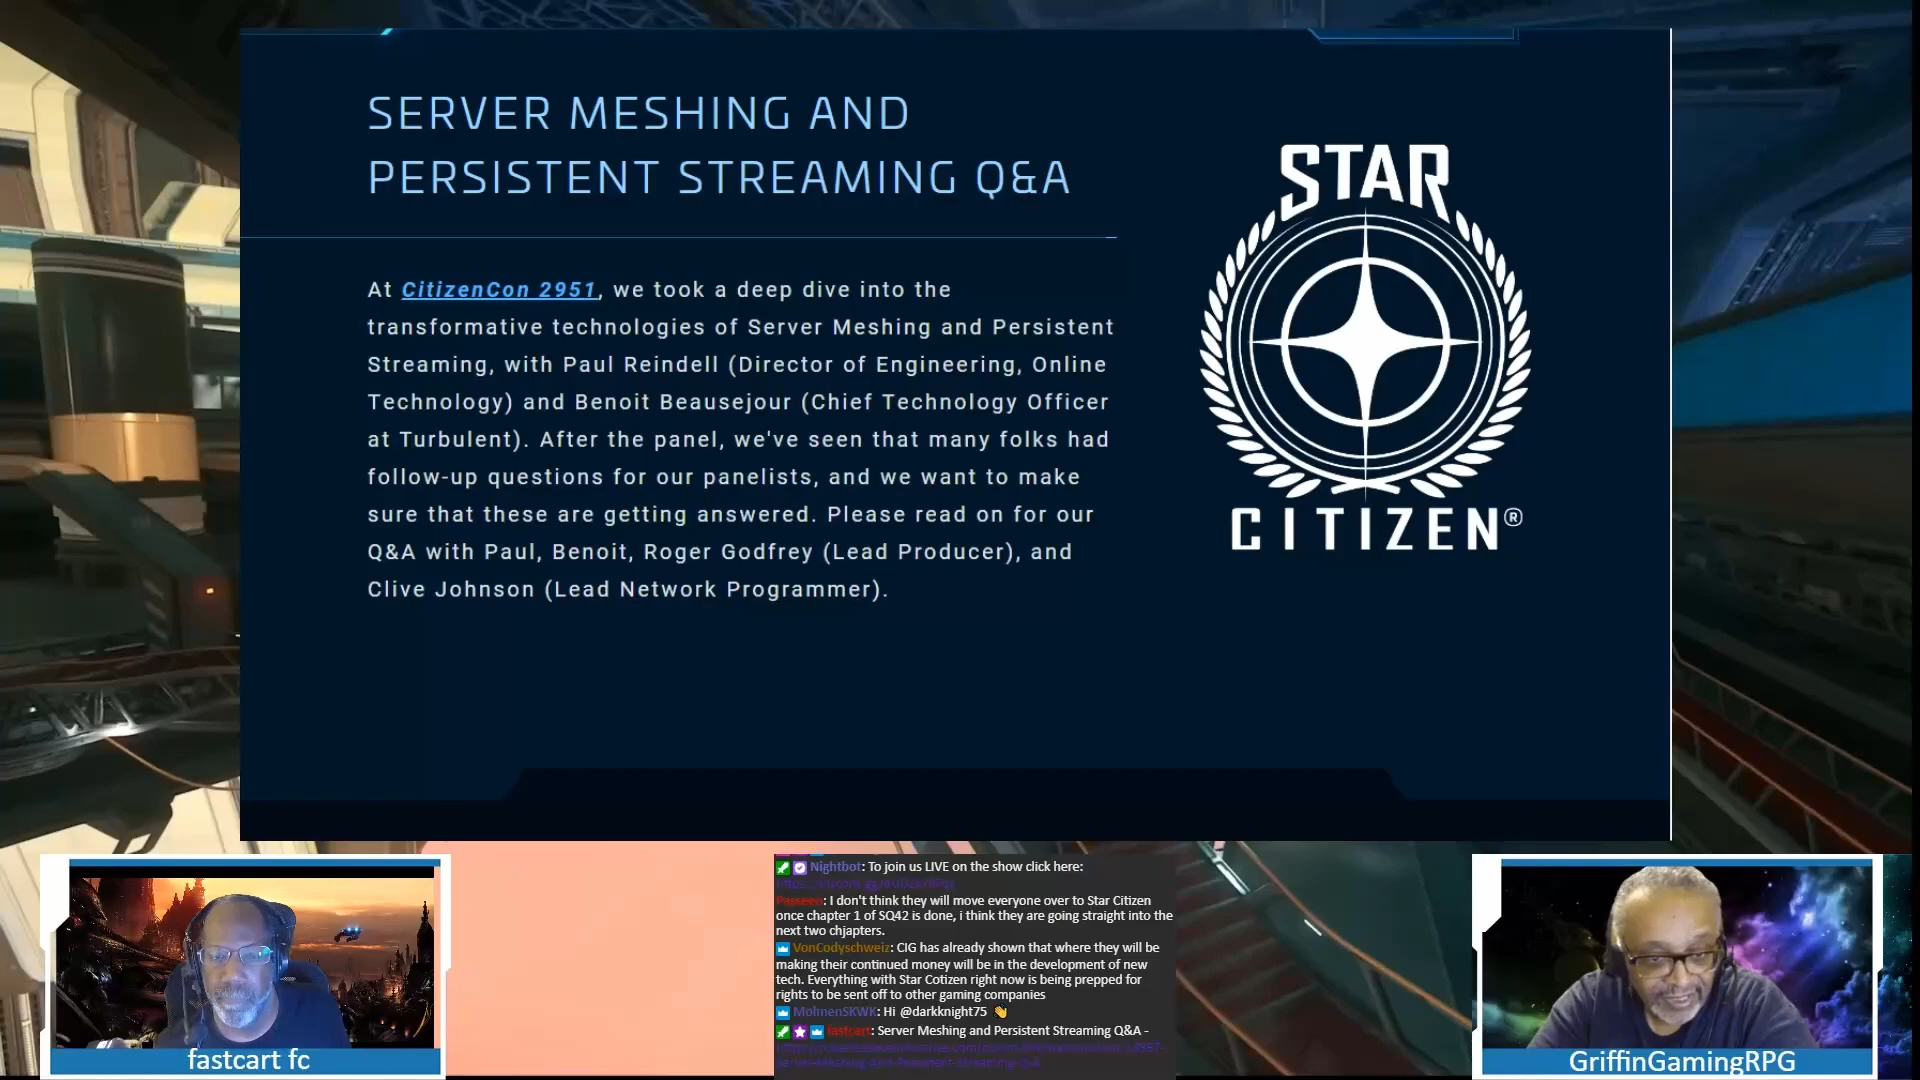 SERVER MESHING AND
PERSISTENT STREAMING Q&A
At CitizenCon 2951, we took a deep dive into the
transformative technologies of Server Meshing and Persistent
Streaming, with Paul Reindell (Director of Engineering, Online
Technology) and Benoit Beausejour (Chief Technology Officer
at Turbulent). After the panel, we've seen that many folks had
follow-up questions for our panelists, and we want to make
sure that these are getting answered. Please read on for our
Q&A with Paul, Benoit, Roger Godfrey (Lead Producer), and
Clive Johnson (Lead Network Programmer).
STAR
CITIZEN®
Nightbot: To join us LIVE on the show click here:
: I don't think they will move everyone over to Star Citizen
once chapter 1 of SQ42 is done, i think they are going straight into the
next two chjapters.
VonCodyschweiz: CIG has already shown that where they will be
making their continued money will be in the development of new
tech. Everything with Star Cotizen right now is being prepped for
rights to be sent off to other gaming companies
MohnenSKWK: Hi @darkknight75 👋
fastcart: Server Meshing and Persistent Streaming Q&A -
fastcart fc
GriffinGamingRPG